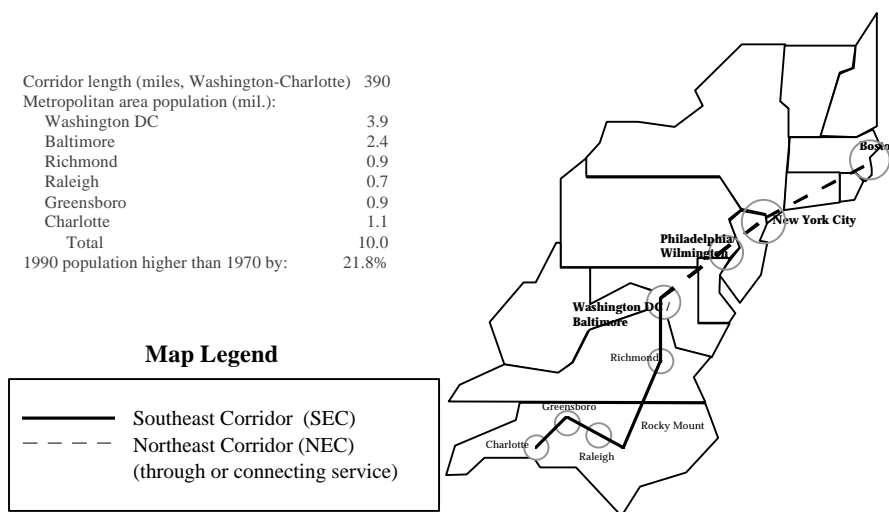 Corridor length (miles, Washington-Charlotte) 390
Metropolitan area population (mil.):
Washington DC 3.9
Baltimore 2.4
Richmond 0.9
Raleigh 0.7
Greensboro 0.9
Charlotte 1.1
Total 10.0
1990 population higher than 1970 by: 21.8%
Map Legend
Southeast Corridor (SEC)
Northeast Corridor (NEC)
(through or connecting service)
Boston
New York City
Philadelphia/
Wilmington
Washington DC /
Baltimore
Richmond
Greensboro
Rocky Mount
Charlotte
Raleigh